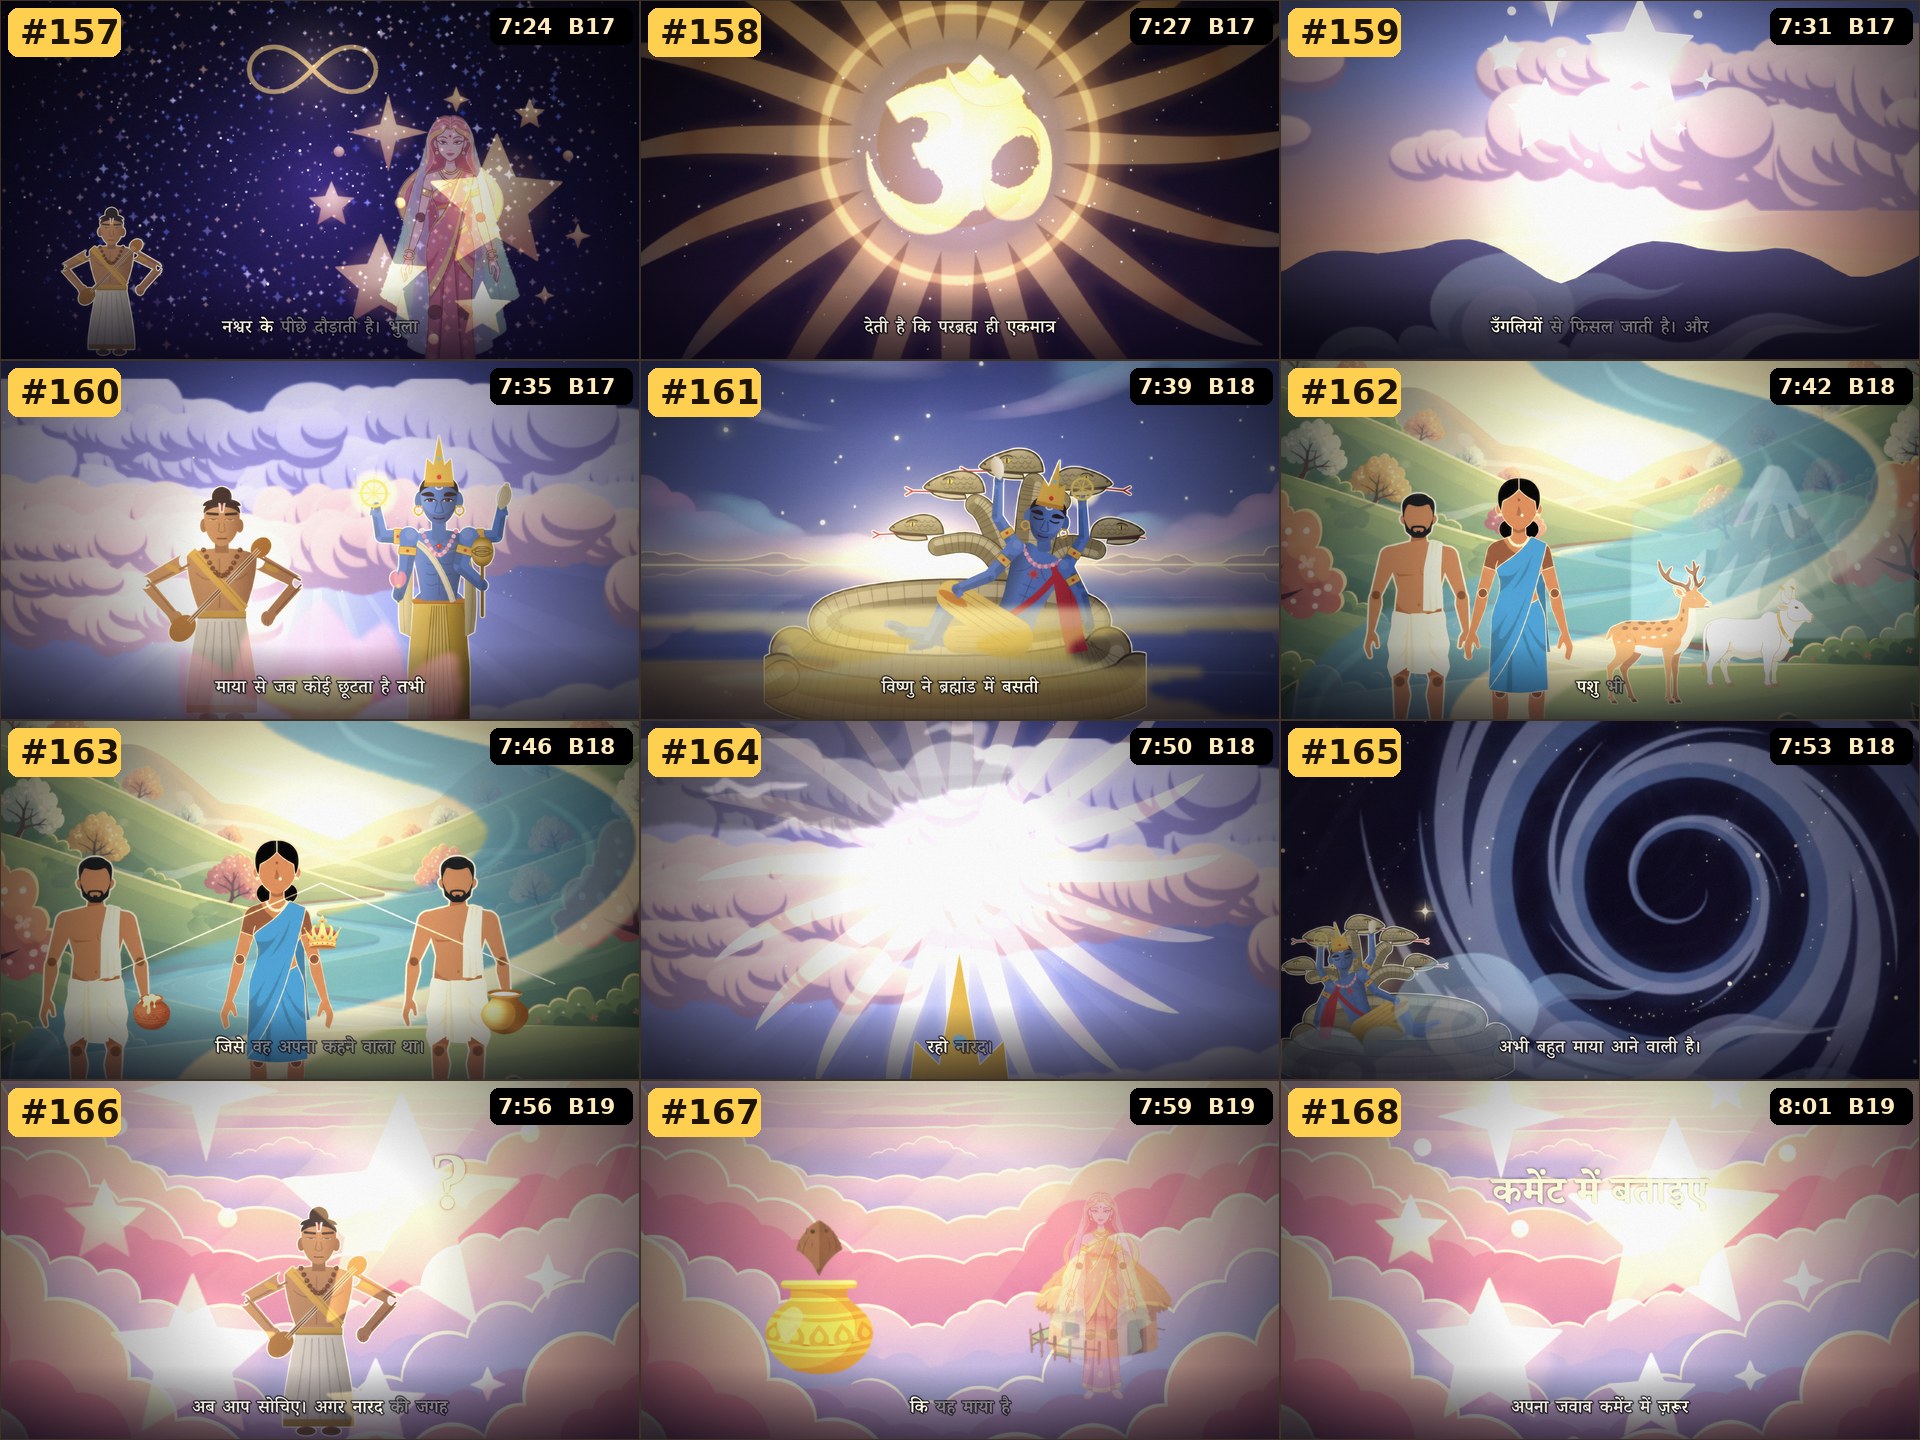 #157
7:24 B17
नश्वर के पीछे दौड़ाती है। भुला
#158
7:27 B17
ॐ
देती है कि परब्रह्म ही एकमात्र
#159
7:31 B17
उँगलियों से फिसल जाती है। और
#160
7:35 B17
माया से जब कोई छूटता है तभी
#161
7:39 B18
विष्णु ने ब्रह्मांड में बसती
#162
7:42 B18
पशु भी
#163
7:46 B18
जिसे वह अपना कहने वाला था।
#164
7:50 B18
रहो नारद।
#165
7:53 B18
अभी बहुत माया आने वाली है।
#166
7:56 B19
?
अब आप सोचिए। अगर नारद की जगह
#167
7:59 B19
कि यह माया है
#168
8:01 B19
कमेंट में बताइए
अपना जवाब कमेंट में ज़रूर